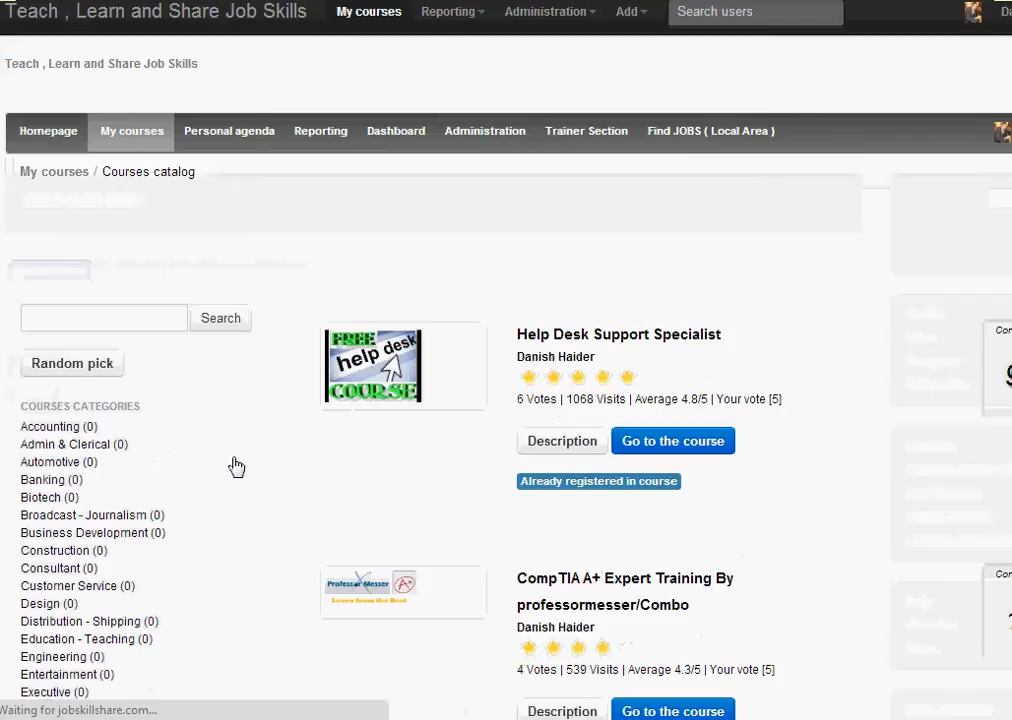 Teach , Learn and Share Job Skills
My courses
Reporting
Administration
Add
Search users
Teach , Learn and Share Job Skills
Homepage
My courses
Personal agenda
Reporting
Dashboard
Administration
Trainer Section
Find JOBS ( Local Area )
My courses / Courses catalog
Search
Random pick
COURSES CATEGORIES
Accounting (0)
Admin & Clerical (0)
Automotive (0)
Banking (0)
Biotech (0)
Broadcast - Journalism (0)
Business Development (0)
Construction (0)
Consultant (0)
Customer Service (0)
Design (0)
Distribution - Shipping (0)
Education - Teaching (0)
Engineering (0)
Entertainment (0)
Executive (0)
FREE
help desk
COURSE
Help Desk Support Specialist
Danish Haider
6 Votes | 1068 Visits | Average 4.8/5 | Your vote [5]
Description
Go to the course
Already registered in course
Professor Messer
A+
Learn from the Best
CompTIA A+ Expert Training By
professormesser/Combo
Danish Haider
4 Votes | 539 Visits | Average 4.3/5 | Your vote [5]
Description
Go to the course
Waiting for jobskillshare.com...